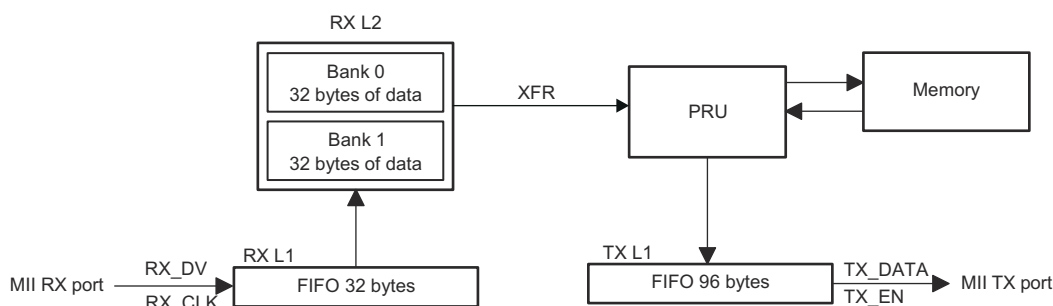 RX L2
Bank 0
32 bytes of data
Bank 1
32 bytes of data
XFR
PRU
Memory
RX L1
FIFO 32 bytes
MII RX port
RX_DV
RX_CLK
TX L1
FIFO 96 bytes
TX_DATA
TX_EN
MII TX port